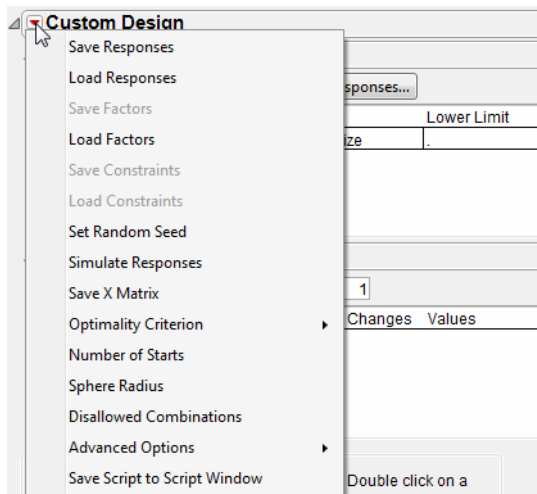 Custom Design
Save Responses
Load Responses
sponses...
Save Factors
Lower Limit
Load Factors
ize .
Save Constraints
Load Constraints
Set Random Seed
Simulate Responses
Save X Matrix
1
Optimality Criterion
Changes Values
Number of Starts
Sphere Radius
Disallowed Combinations
Advanced Options
Save Script to Script Window
Double click on a